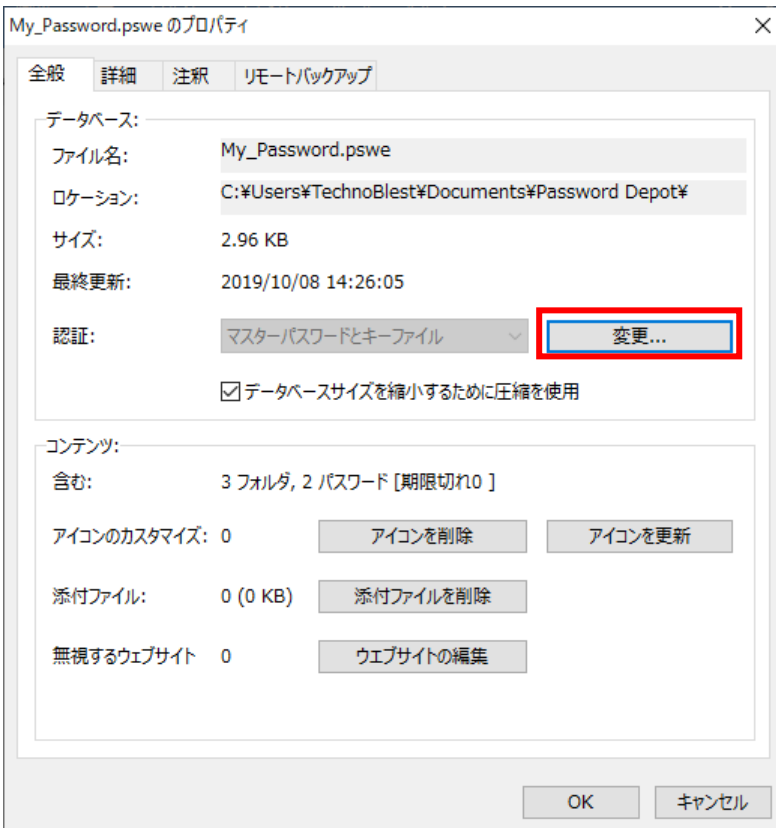 My_Password.pswe のプロパティ
全般 詳細 注釈 リモートバックアップ
データベース:
ファイル名: My_Password.pswe
ロケーション: C:¥Users¥TechnoBlest¥Documents¥Password Depot¥
サイズ: 2.96 KB
最終更新: 2019/10/08 14:26:05
認証: マスターパスワードとキーファイル 変更...
データベースサイズを縮小するために圧縮を使用
コンテンツ:
含む: 3 フォルダ, 2 パスワード [期限切れ0 ]
アイコンのカスタマイズ: 0 アイコンを削除 アイコンを更新
添付ファイル: 0 (0 KB) 添付ファイルを削除
無視するウェブサイト 0 ウエブサイトの編集
OK キャンセル